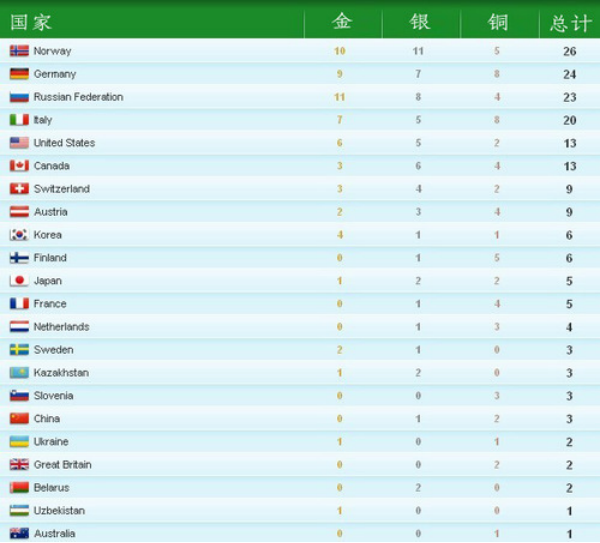 国家 金 银 铜 总计
Norway 10 11 5 26
Germany 9 7 8 24
Russian Federation 11 8 4 23
Italy 7 5 8 20
United States 6 5 2 13
Canada 3 6 4 13
Switzerland 3 4 2 9
Austria 2 3 4 9
Korea 4 1 1 6
Finland 0 1 5 6
Japan 1 2 2 5
France 0 1 4 5
Netherlands 0 1 3 4
Sweden 2 1 0 3
Kazakhstan 1 2 0 3
Slovenia 0 0 3 3
China 0 1 2 3
Ukraine 1 0 1 2
Great Britain 0 0 2 2
Belarus 0 2 0 2
Uzbekistan 1 0 0 1
Australia 0 0 1 1